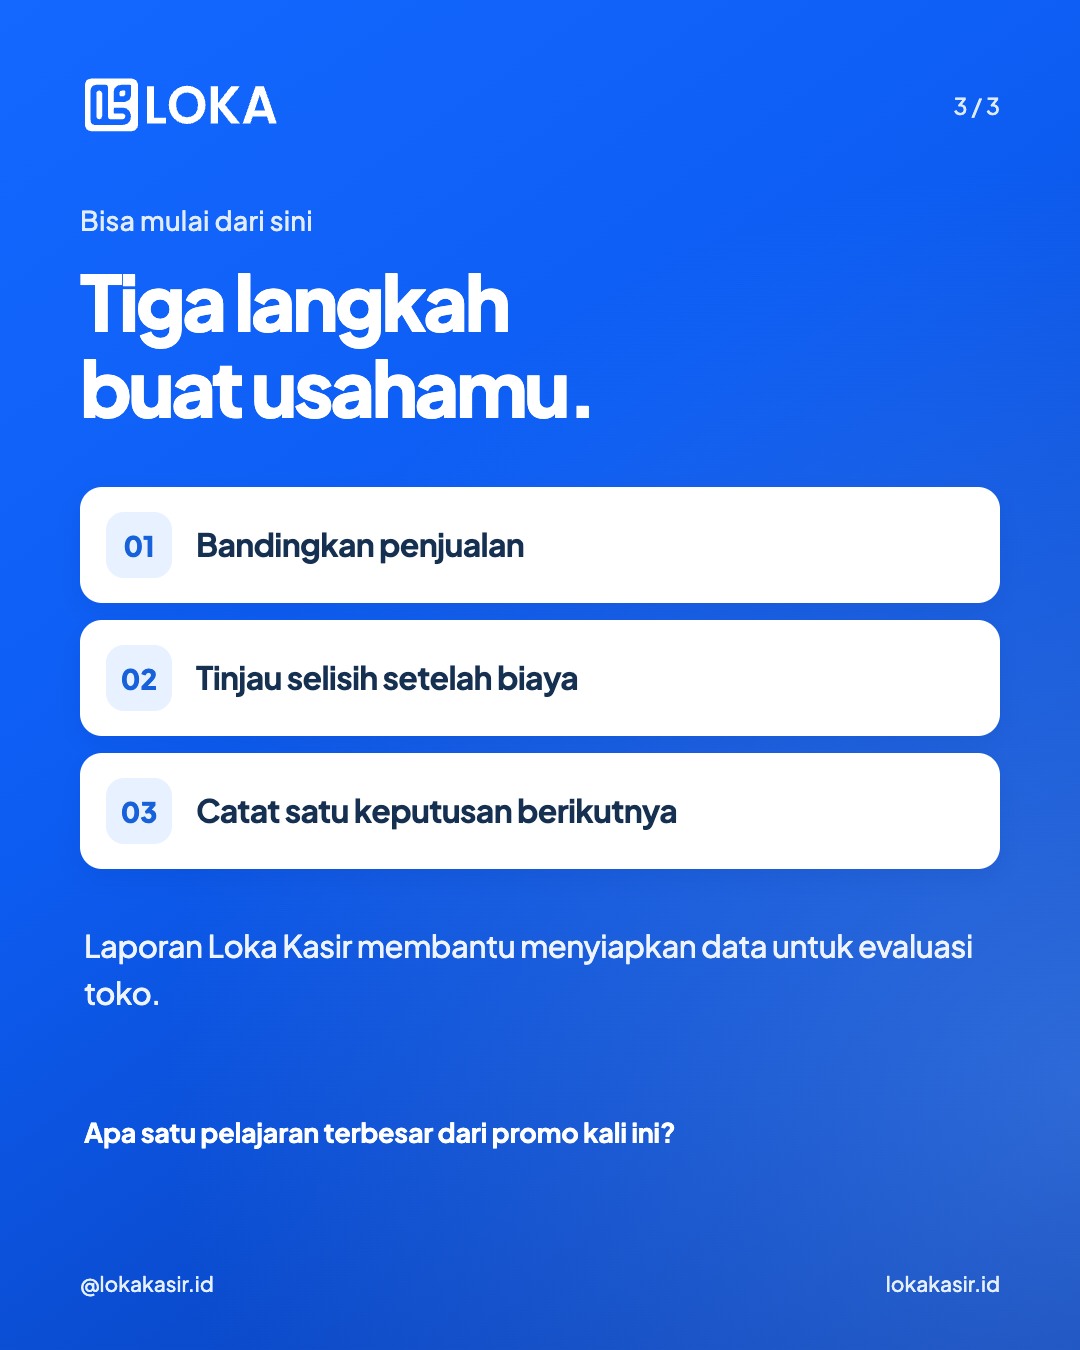 LOKA
3 / 3
Bisa mulai dari sini
Tiga langkah
buat usahamu.
01 Bandingkan penjualan
02 Tinjau selisih setelah biaya
03 Catat satu keputusan berikutnya
Laporan Loka Kasir membantu menyiapkan data untuk evaluasi
toko.
Apa satu pelajaran terbesar dari promo kali ini?
@lokakasir.id
lokakasir.id